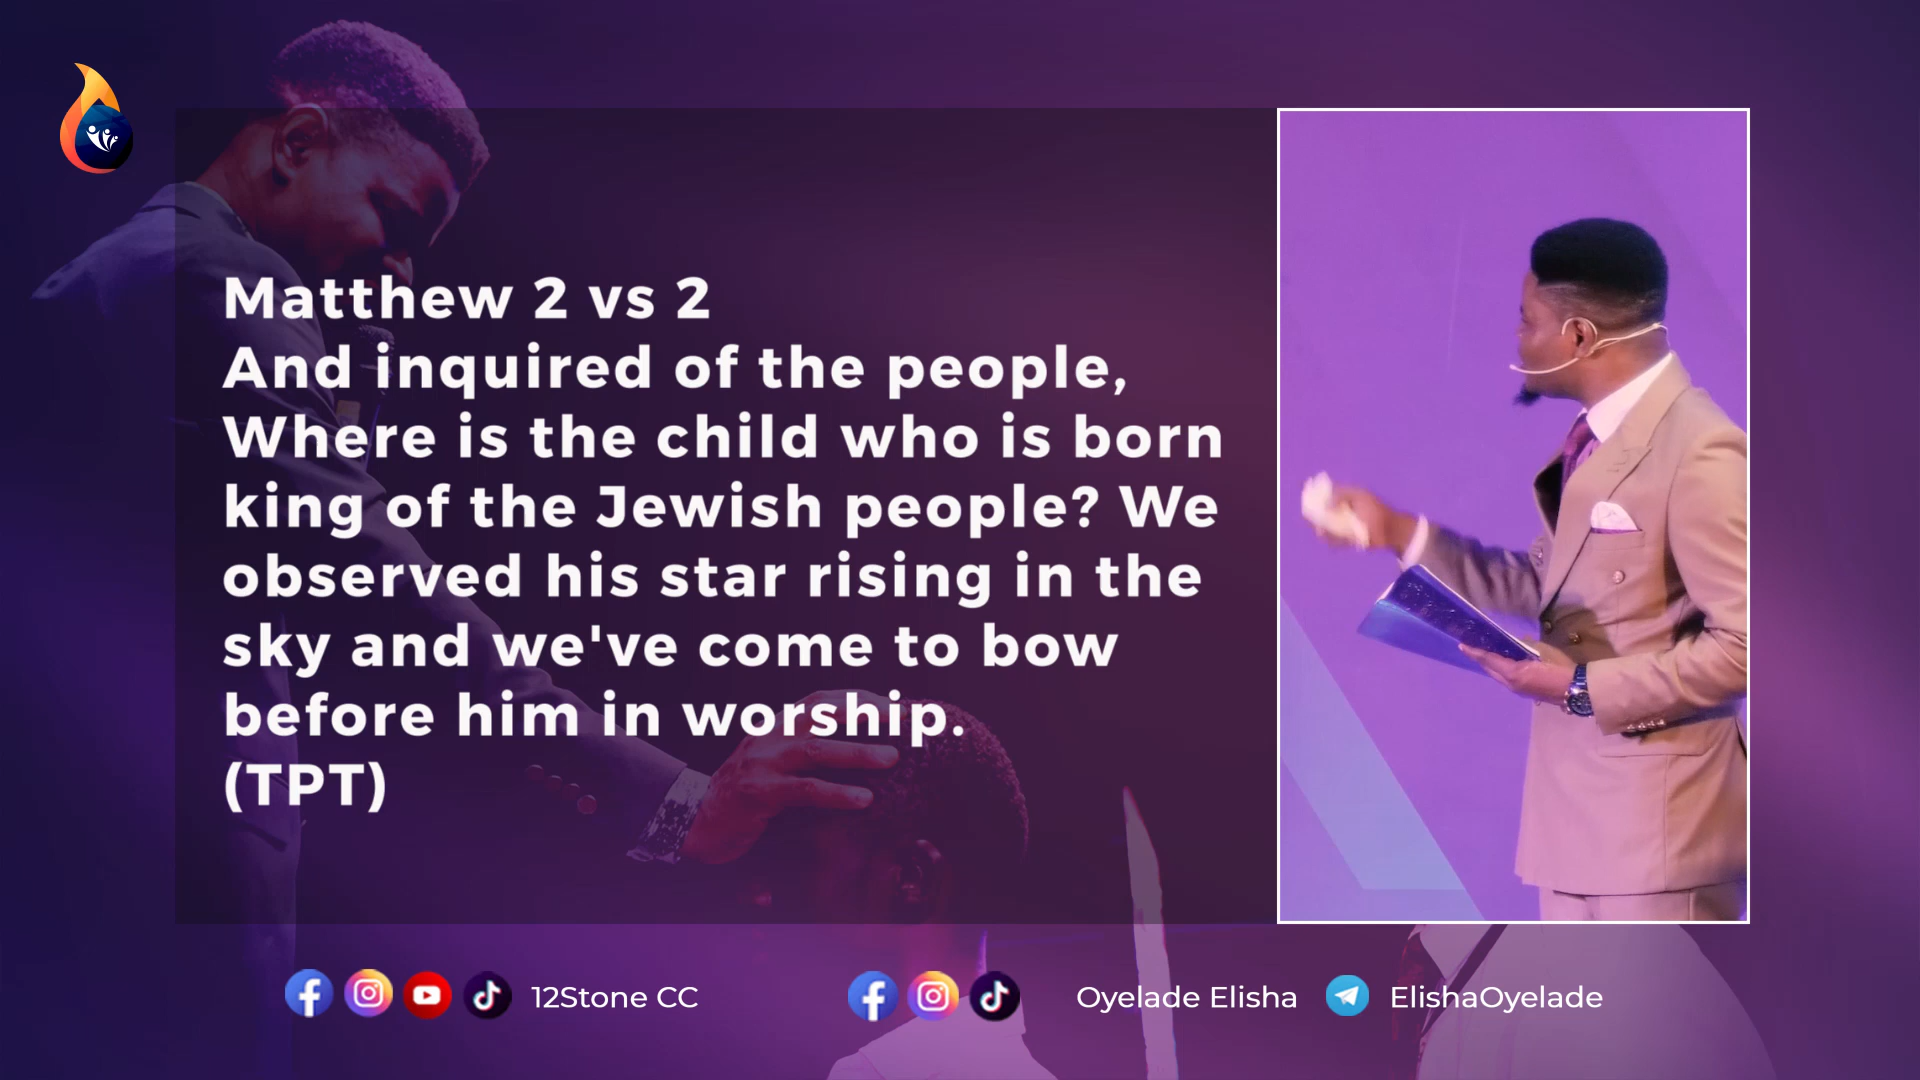 Matthew 2 vs 2
And inquired of the people,
Where is the child who is born
king of the Jewish people? We
observed his star rising in the
sky and we've come to bow
before him in worship.
(TPT)
12Stone CC
Oyelade Elisha
ElishaOyelade